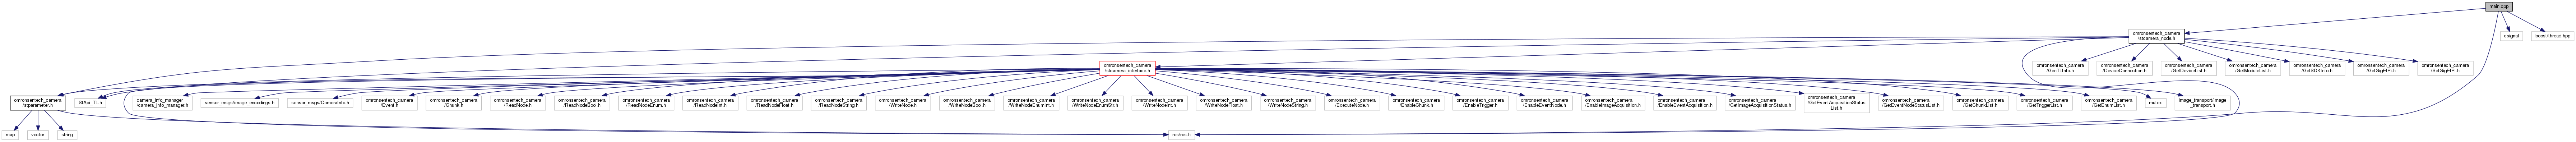 main.cpp
omronsentech_camera
/stcamera_node.h
csignal
boost/thread.hpp
omronsentech_camera
/stcamera_interface.h
omronsentech_camera
/GenTLInfo.h
omronsentech_camera
/DeviceConnection.h
omronsentech_camera
/GetDeviceList.h
omronsentech_camera
/GetModuleList.h
omronsentech_camera
/GetSDKInfo.h
omronsentech_camera
/GetGigEIPi.h
omronsentech_camera
/SetGigEIPi.h
omronsentech_camera
/stparameter.h
StApi_TL.h
camera_info_manager
/camera_info_manager.h
sensor_msgs/image_encodings.h
sensor_msgs/CameraInfo.h
omronsentech_camera
/Event.h
omronsentech_camera
/Chunk.h
omronsentech_camera
/ReadNode.h
omronsentech_camera
/ReadNodeBool.h
omronsentech_camera
/ReadNodeEnum.h
omronsentech_camera
/ReadNodeInt.h
omronsentech_camera
/ReadNodeFloat.h
omronsentech_camera
/ReadNodeString.h
omronsentech_camera
/WriteNode.h
omronsentech_camera
/WriteNodeBool.h
omronsentech_camera
/WriteNodeEnumInt.h
omronsentech_camera
/WriteNodeEnumStr.h
omronsentech_camera
/WriteNodeInt.h
omronsentech_camera
/WriteNodeFloat.h
omronsentech_camera
/WriteNodeString.h
omronsentech_camera
/ExecuteNode.h
omronsentech_camera
/EnableChunk.h
omronsentech_camera
/EnableTrigger.h
omronsentech_camera
/EnableEventNode.h
omronsentech_camera
/EnableImageAcquisition.h
omronsentech_camera
/EnableEventAcquisition.h
omronsentech_camera
/GetImageAcquisitionStatus.h
omronsentech_camera
/GetEventAcquisitionStatus
List.h
omronsentech_camera
/GetEventNodeStatusList.h
omronsentech_camera
/GetChunkList.h
omronsentech_camera
/GetTriggerList.h
omronsentech_camera
/GetEnumList.h
mutex
image_transport/image
_transport.h
map
vector
string
ros/ros.h